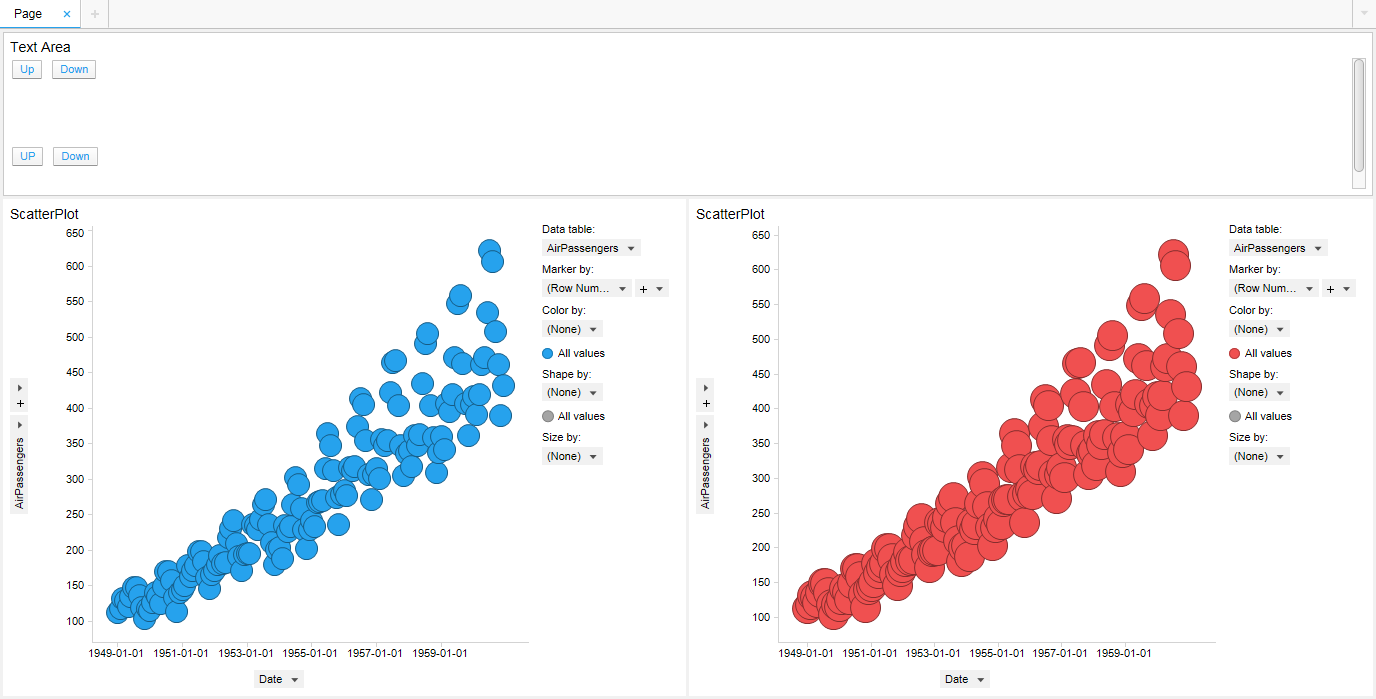 Page
Text Area
Up Down
UP Down
ScatterPlot
650
600
550
500
450
400
350
300
250
200
150
100
AirPassengers
1949-01-01 1951-01-01 1953-01-01 1955-01-01 1957-01-01 1959-01-01
Date
Data table:
AirPassengers
Marker by:
(Row Num... +
Color by:
(None)
All values
Shape by:
(None)
All values
Size by:
(None)
ScatterPlot
650
600
550
500
450
400
350
300
250
200
150
100
AirPassengers
1949-01-01 1951-01-01 1953-01-01 1955-01-01 1957-01-01 1959-01-01
Date
Data table:
AirPassengers
Marker by:
(Row Num... +
Color by:
(None)
All values
Shape by:
(None)
All values
Size by:
(None)